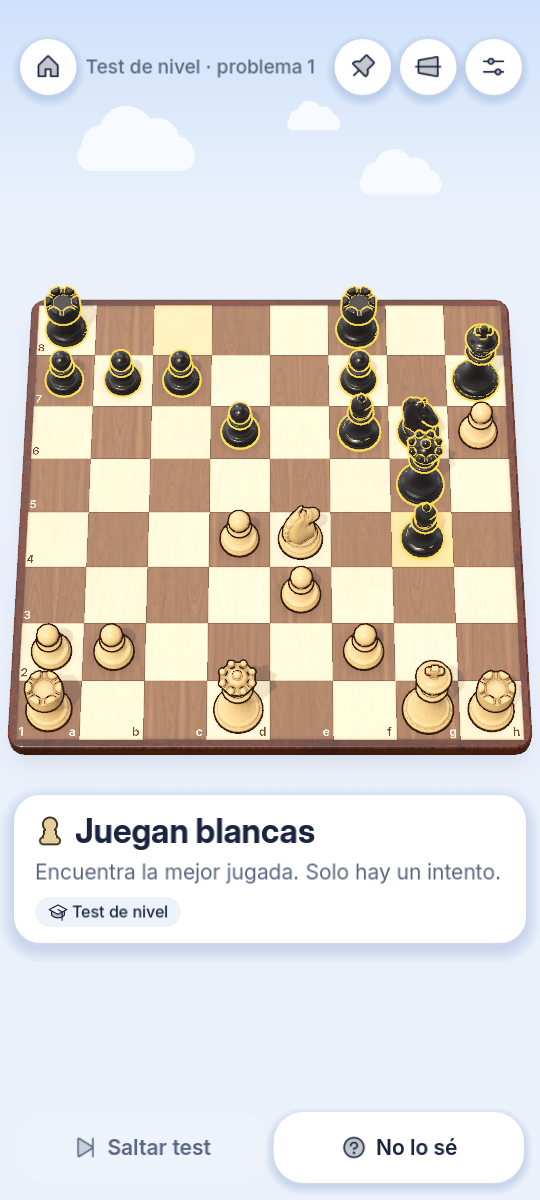 Test de nivel · problema 1
8
7
6
5
4
3
2
1 a b c d e f g h
Juegan blancas
Encuentra la mejor jugada. Solo hay un intento.
Test de nivel
Saltar test
No lo sé